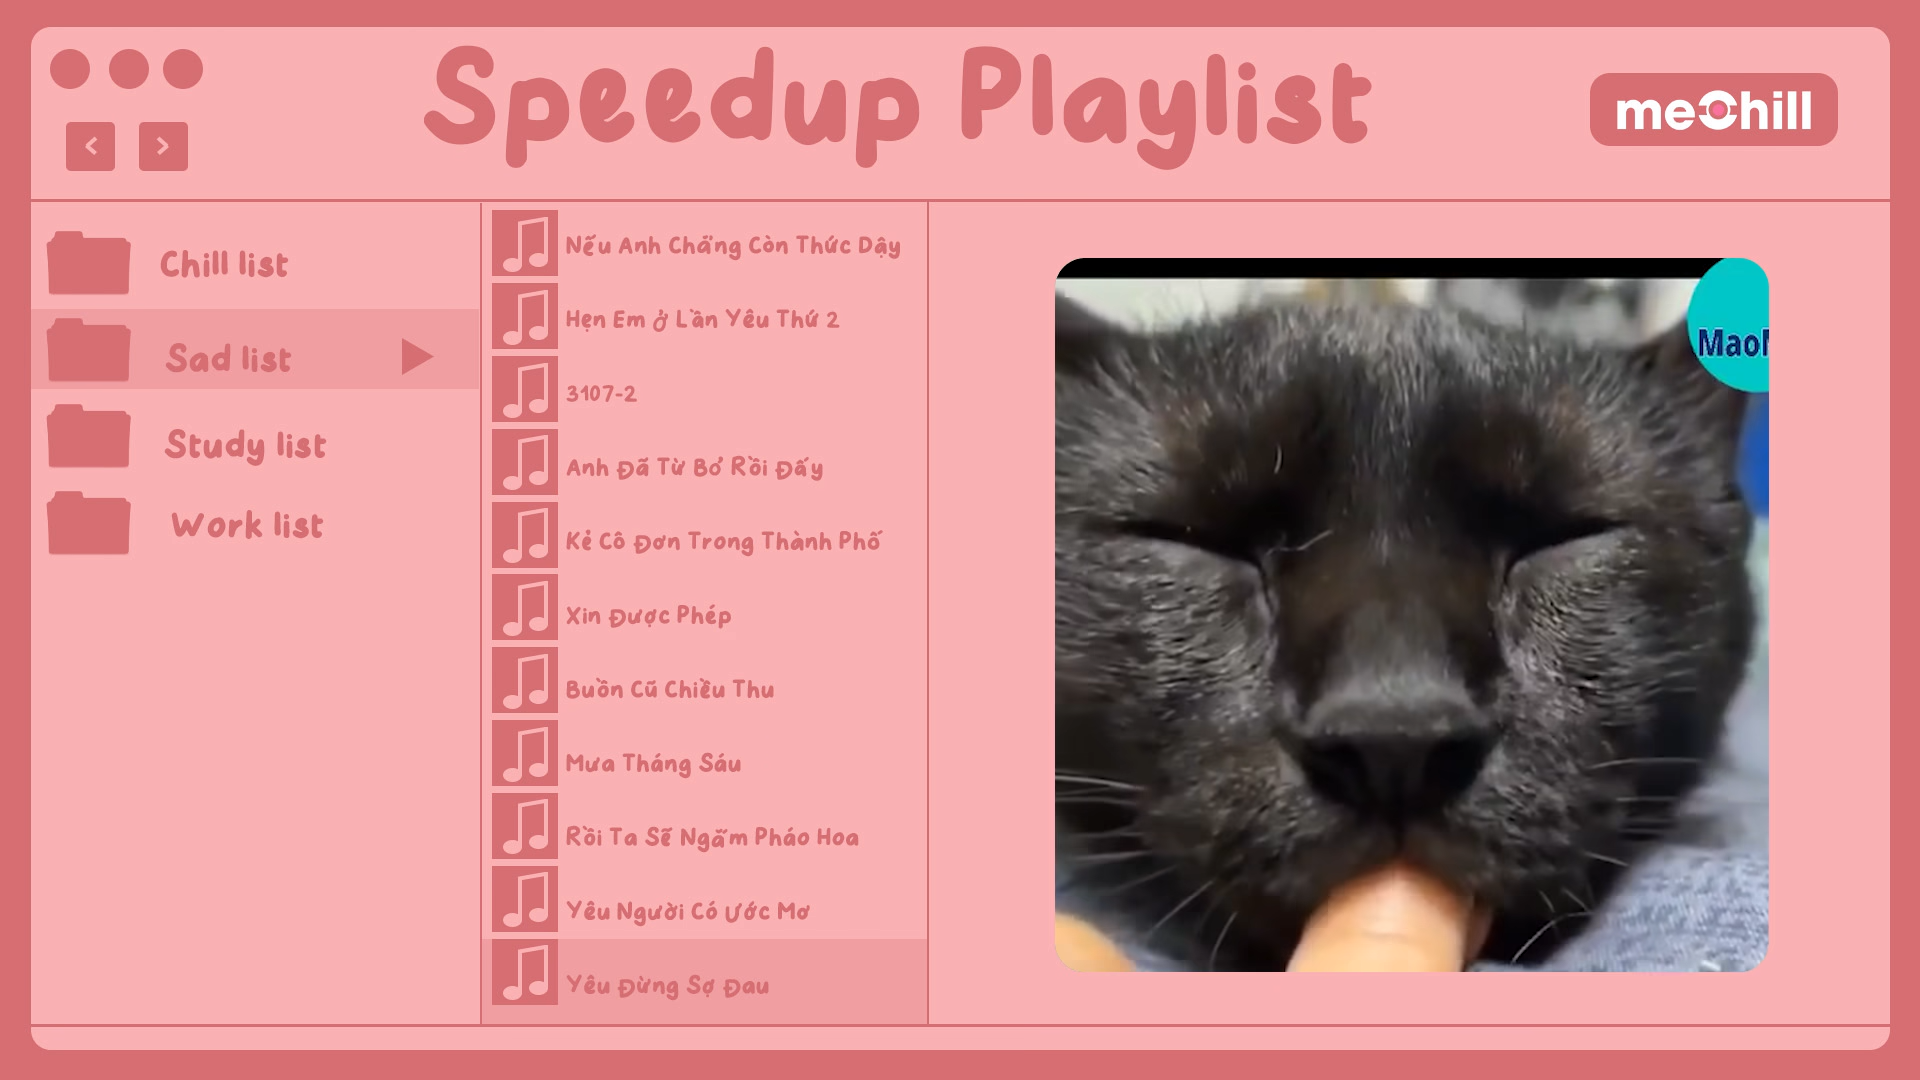 Speedup Playlist
mechill
Chill list
Sad list
Study list
Work list
Nếu Anh Chẳng Còn Thức Dậy
Hẹn Em ở Lần Yêu Thứ 2
3107-2
Anh Đã Từ Bỏ Rồi Đấy
Kẻ Cô Đơn Trong Thành Phố
Xin Được Phép
Buồn Cũ Chiều Thu
Mưa Tháng Sáu
Rồi Ta Sẽ Ngắm Pháo Hoa
Yêu Người Có Ước Mơ
Yêu Đừng Sợ Đau